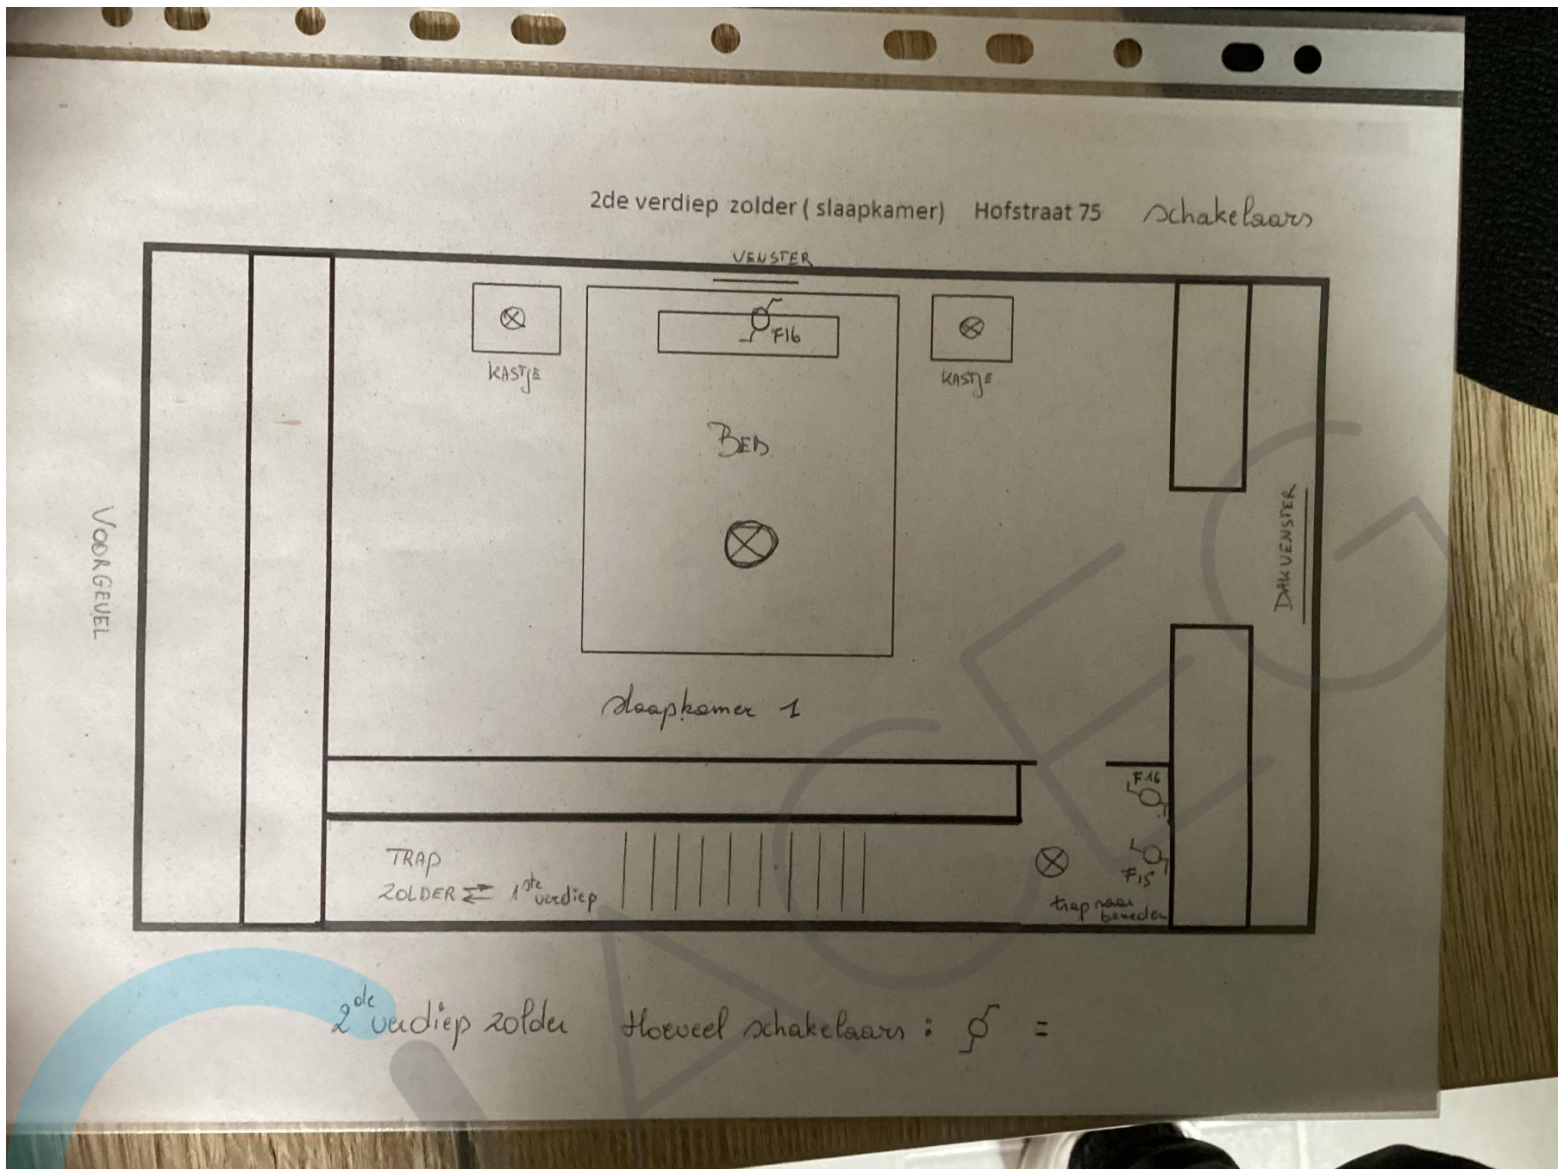 2de verdiep zolder ( slaapkamer) Hofstraat 75 schakelaars
VENSTER
F16
KASTJE
KASTJE
BED
VOORGEVEL
DAKVENSTER
slaapkamer 1
F16
TRAP
ZOLDER ⇄ 1ste verdiep
F15
trap naar
beneden
2de verdiep zolder Hoeveel schakelaars : =